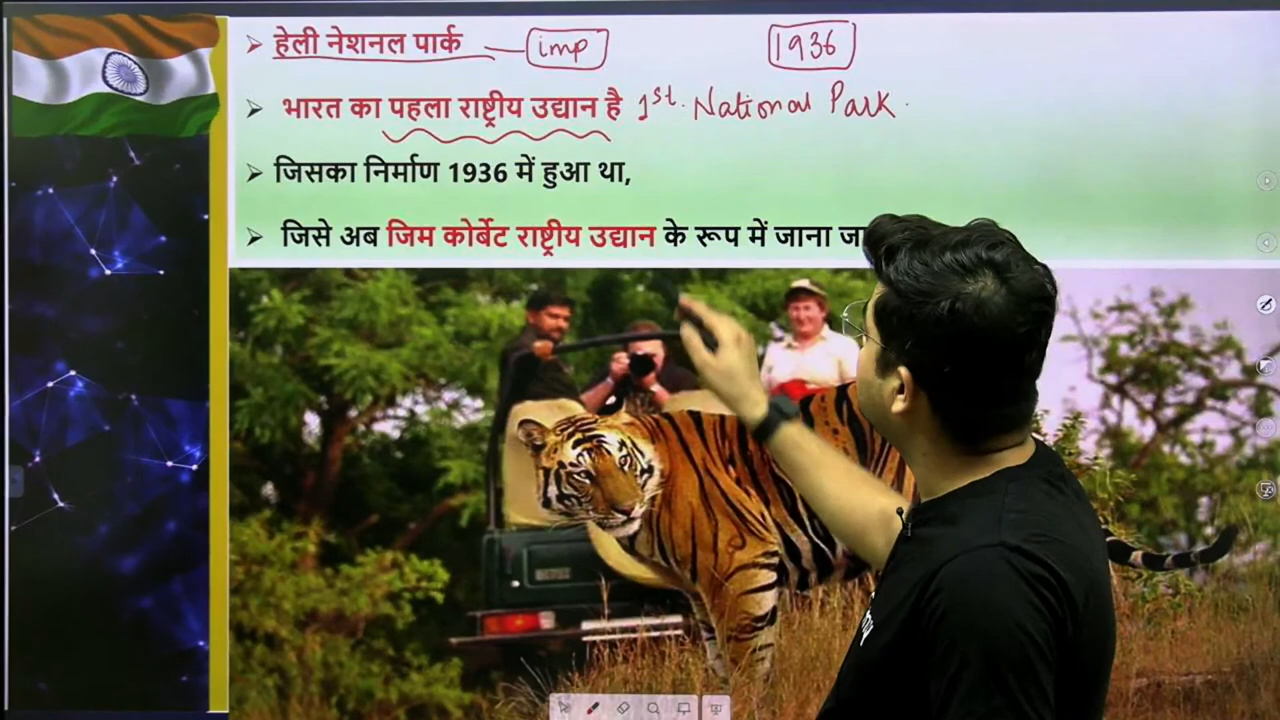 हेली नेशनल पार्क imp 1936
भारत का पहला राष्ट्रीय उद्यान है 1st. National Park.
जिसका निर्माण 1936 में हुआ था,
जिसे अब जिम कोर्बेट राष्ट्रीय उद्यान के रूप में जाना